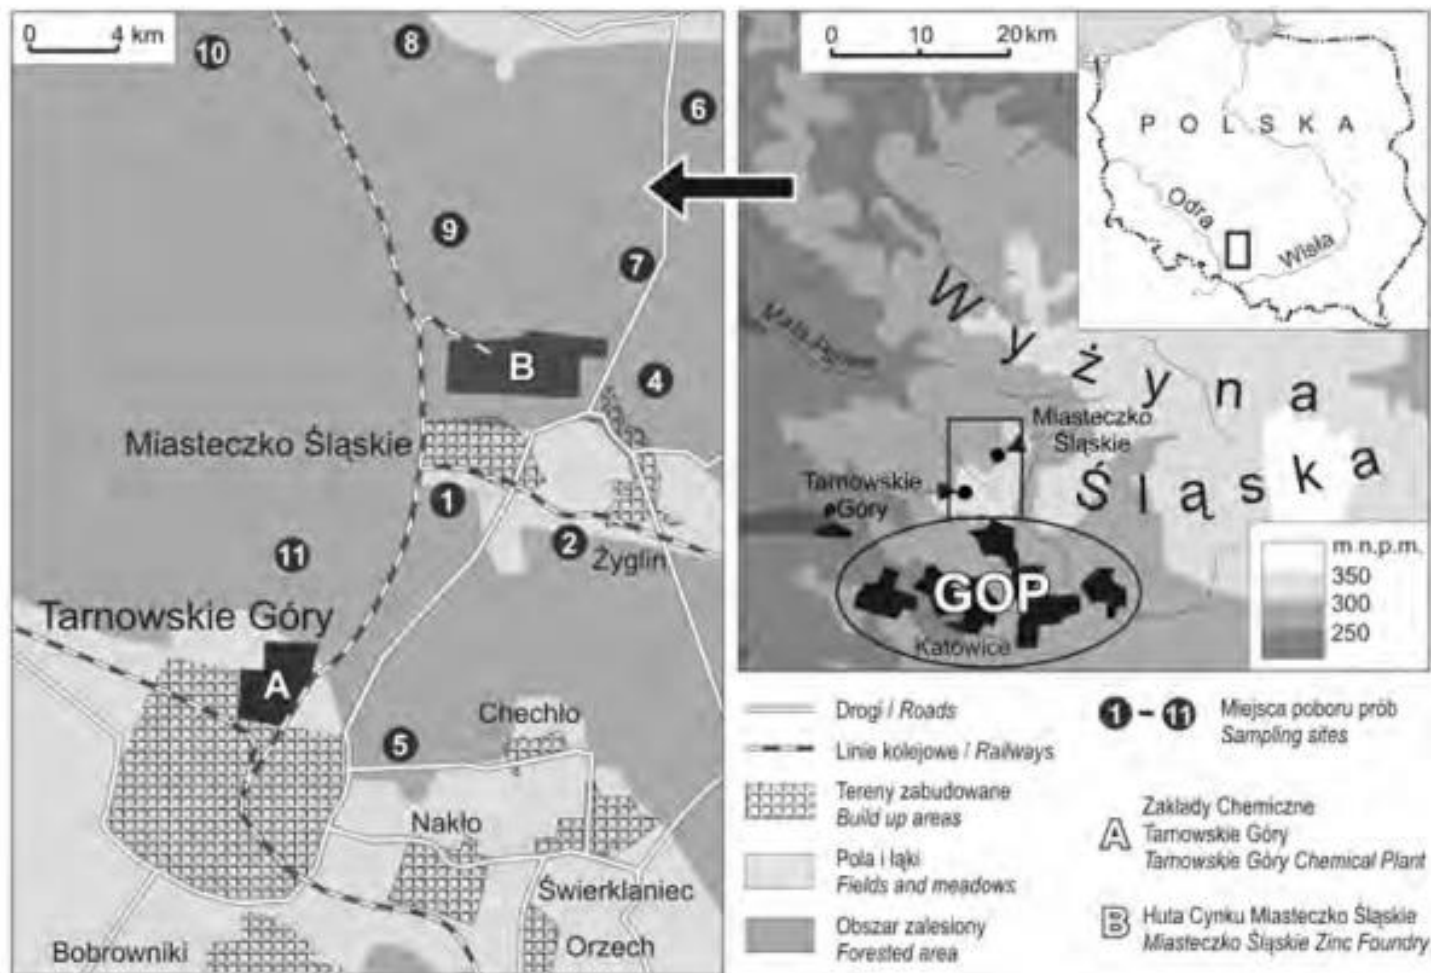 0 4 km
10
8
6
9
7
B
4
Miasteczko Śląskie
1
2
Żyglin
11
Tarnowskie Góry
A
Chechło
5
Nakło
Świerklaniec
Bobrowniki
Orzech
0 10 20 km
POLSKA
Odra
Wisła
Mała Panew
Wyżyna
Śląska
Miasteczko
Śląskie
Tarnowskie
Góry
GOP
Katowice
m n.p.m.
350
300
250
Drogi / Roads
Linie kolejowe / Railways
Tereny zabudowane
Build up areas
Pola i łąki
Fields and meadows
Obszar zalesiony
Forested area
1 - 11 Miejsca poboru prób
Sampling sites
A Zakłady Chemiczne
Tarnowskie Góry
Tarnowskie Góry Chemical Plant
B Huta Cynku Miasteczko Śląskie
Miasteczko Śląskie Zinc Foundry